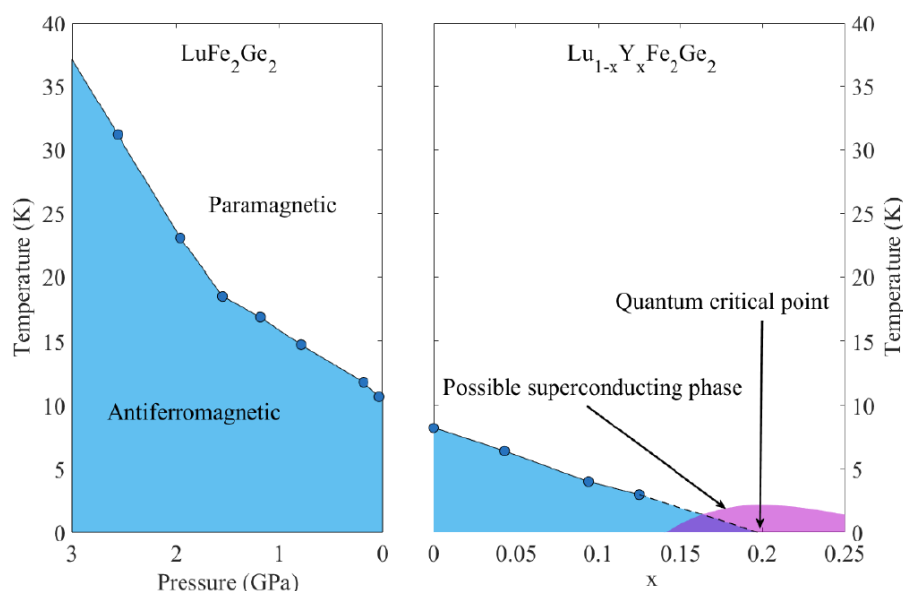 LuFe₂Ge₂
Paramagnetic
Antiferromagnetic
Temperature (K)
40
35
30
25
20
15
10
5
0
3
2
1
0
Pressure (GPa)
Lu₁₋ₓYₓFe₂Ge₂
Quantum critical point
Possible superconducting phase
40
35
30
25
20
15
10
5
0
Temperature (K)
0
0.05
0.1
0.15
0.2
0.25
x